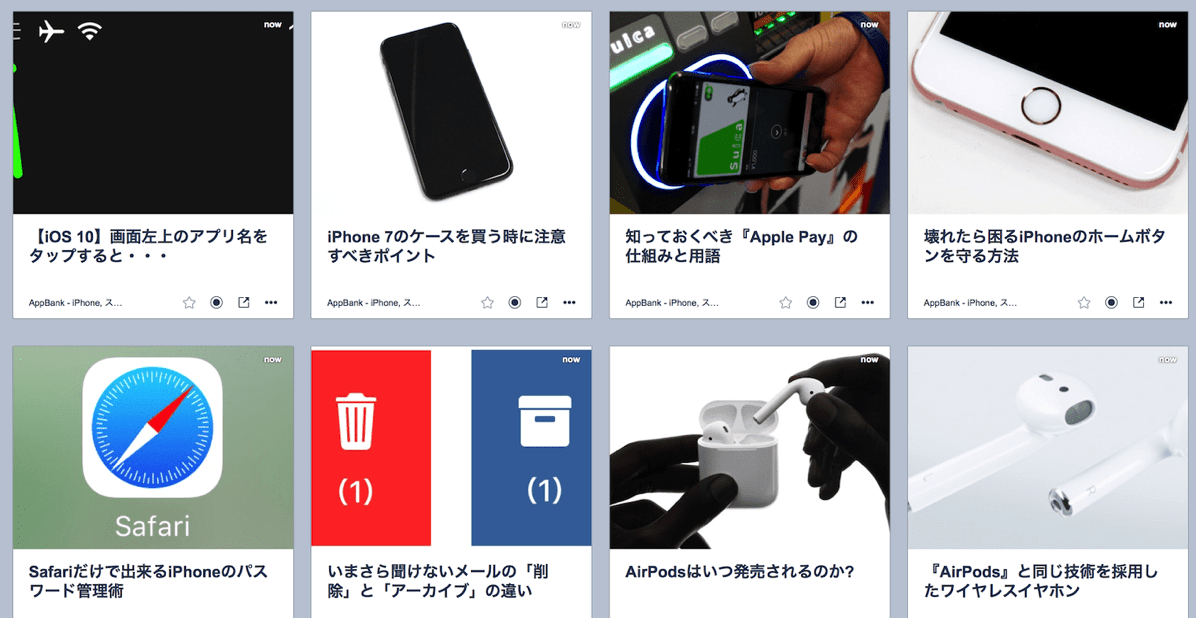 now
now
now
now
Suica
Suica
¥1,000
【iOS 10】画面左上のアプリ名を
タップすると・・・
iPhone 7のケースを買う時に注意
すべきポイント
知っておくべき『Apple Pay』の
仕組みと用語
壊れたら困るiPhoneのホームボタ
ンを守る方法
AppBank - iPhone, ス...
AppBank - iPhone, ス...
AppBank - iPhone, ス...
AppBank - iPhone, ス...
now
now
now
now
(1)
(1)
Safari
R
Safariだけで出来るiPhoneのパス
ワード管理術
いまさら聞けないメールの「削
除」と「アーカイブ」の違い
AirPodsはいつ発売されるのか?
『AirPods』と同じ技術を採用し
たワイヤレスイヤホン